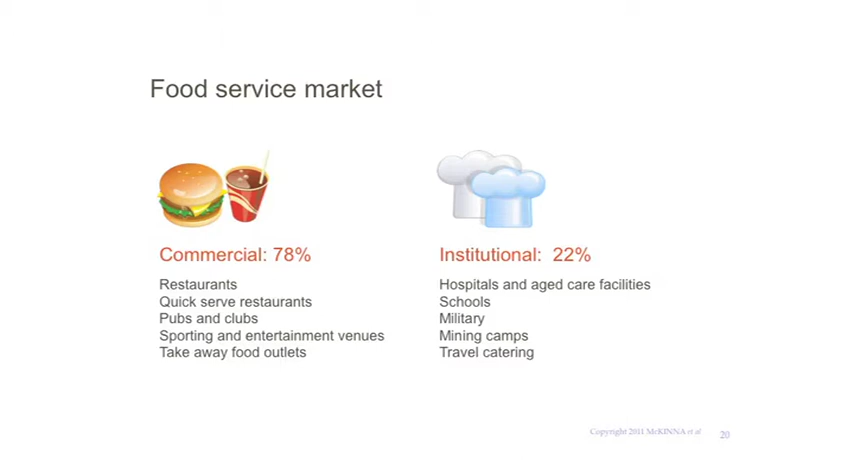 Food service market
Commercial: 78%
Restaurants
Quick serve restaurants
Pubs and clubs
Sporting and entertainment venues
Take away food outlets
Institutional: 22%
Hospitals and aged care facilities
Schools
Military
Mining camps
Travel catering
Copyright 2011 McKINNA et al
20